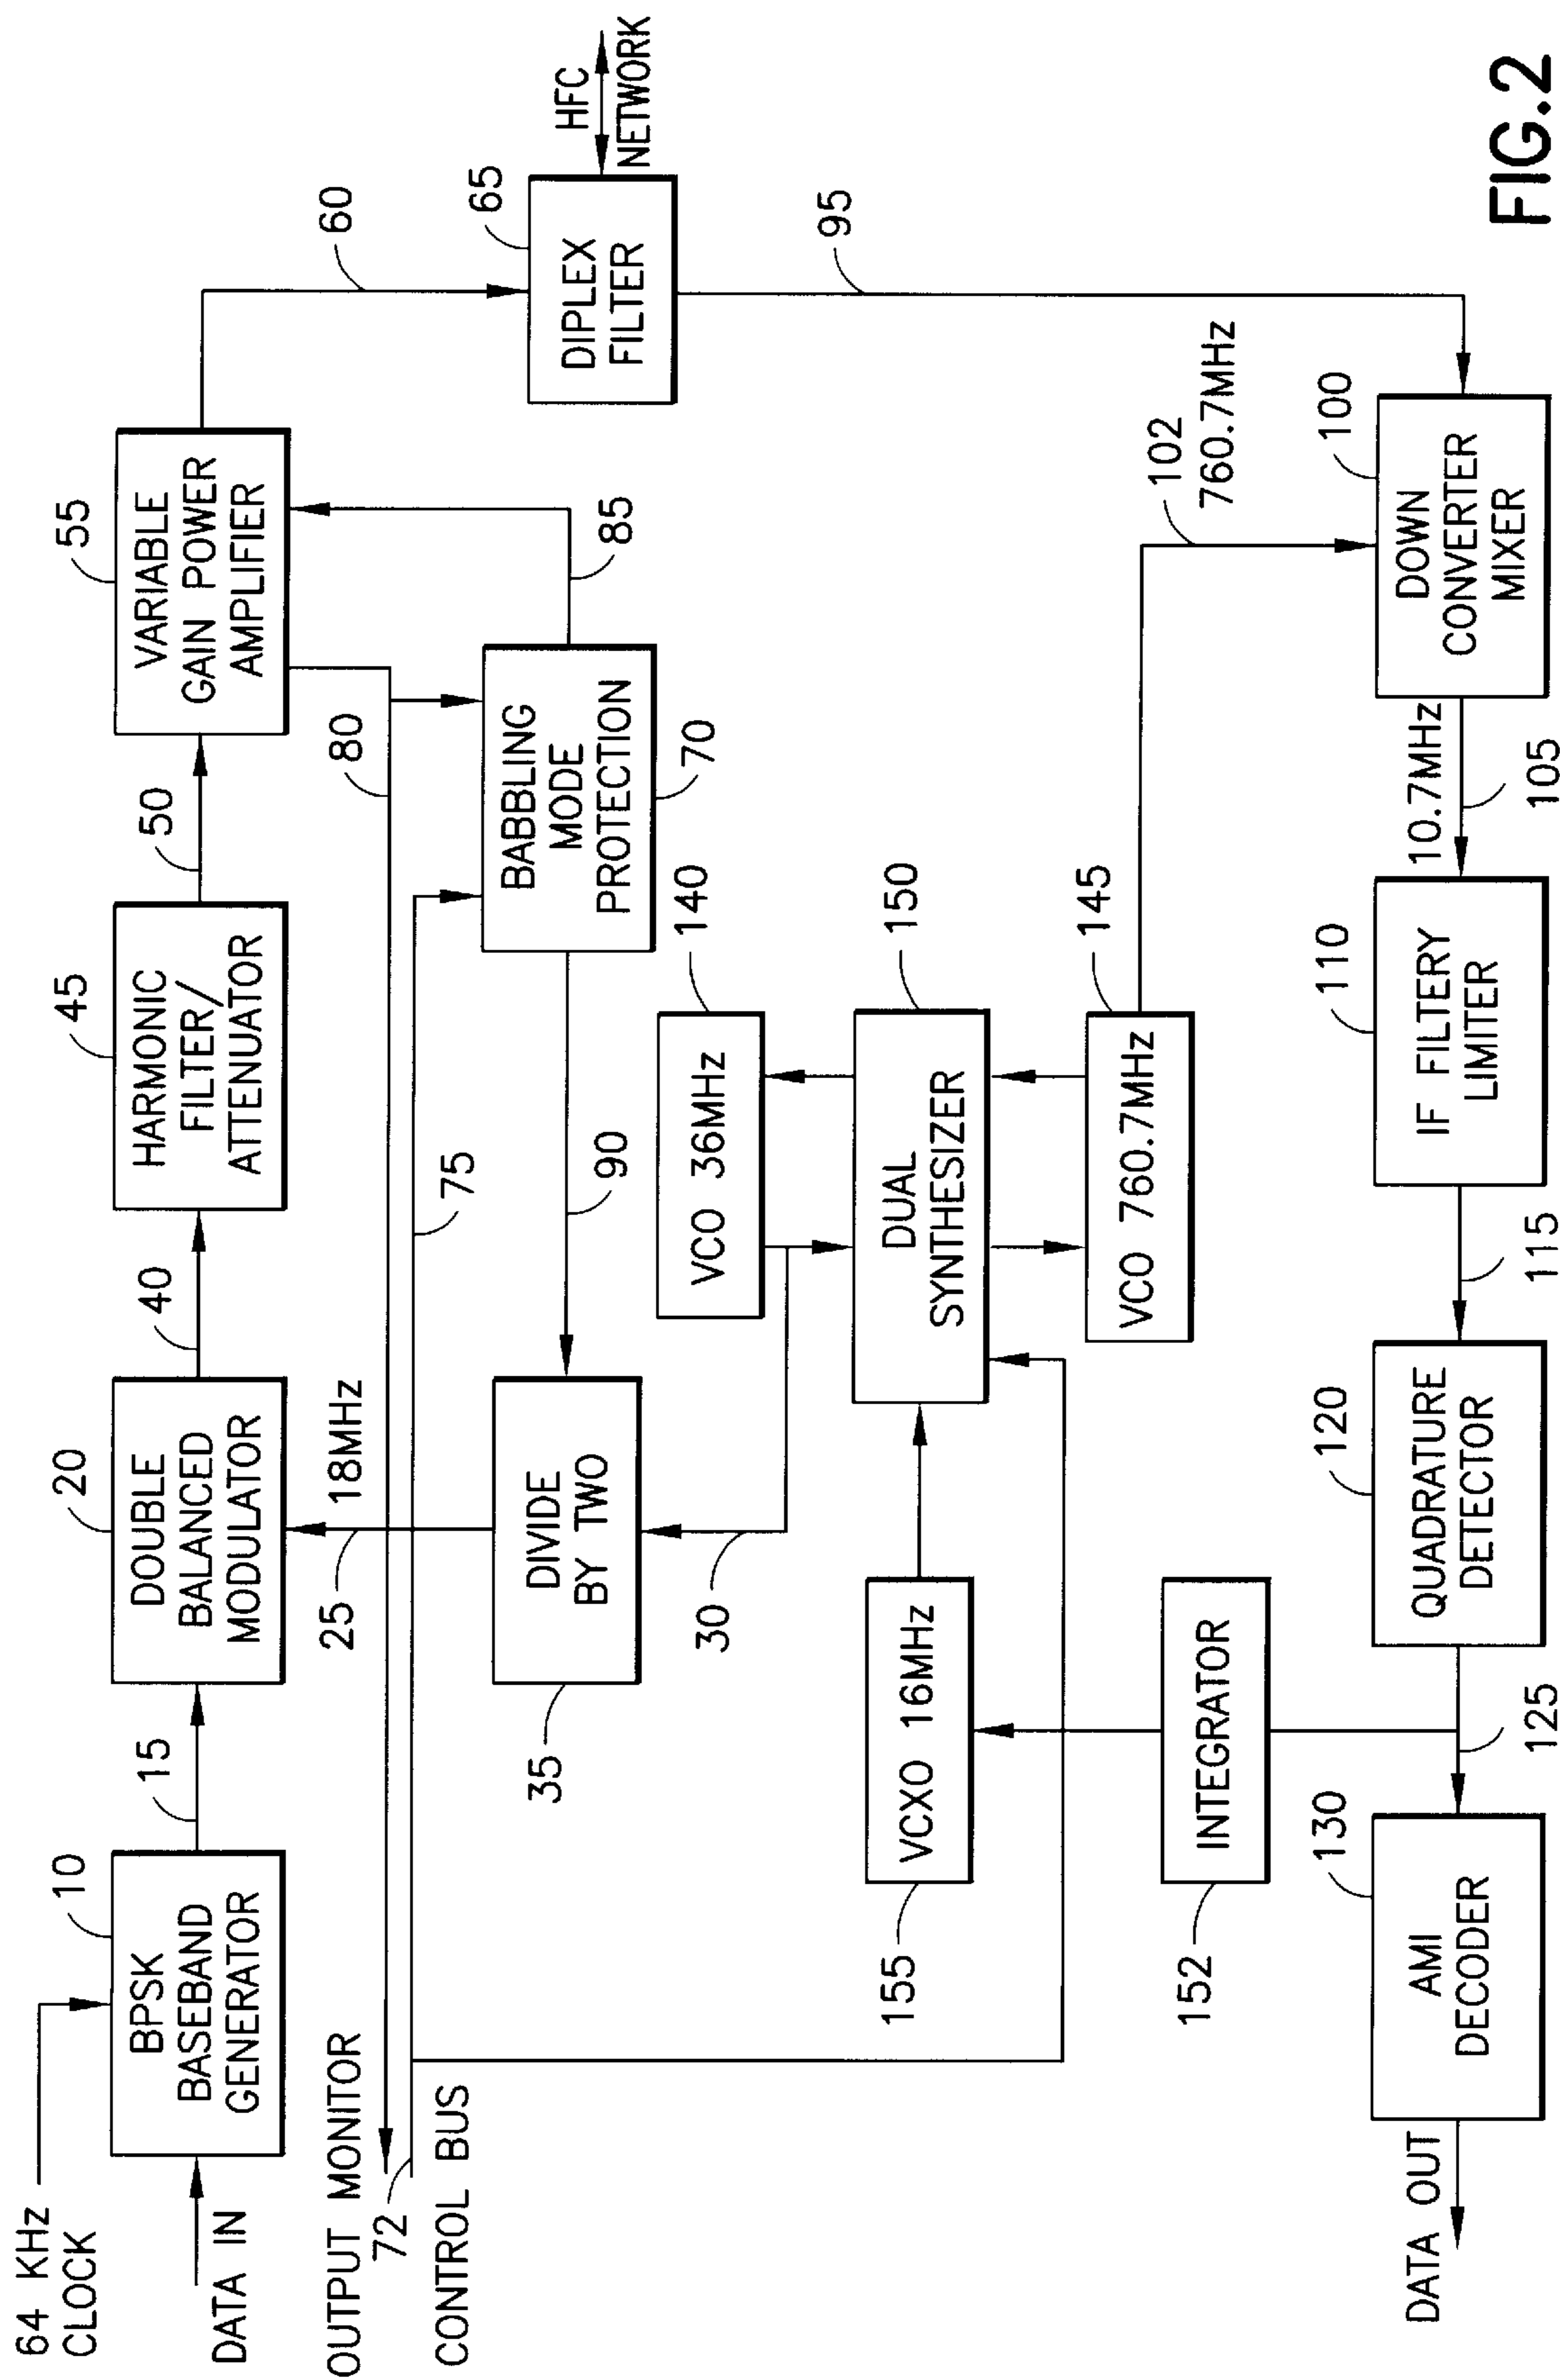 64 KHz
CLOCK
DATA IN
10
BPSK
BASEBAND
GENERATOR
15
20
DOUBLE
BALANCED
MODULATOR
40
45
HARMONIC
FILTER/
ATTENUATOR
50
55
VARIABLE
GAIN POWER
AMPLIFIER
60
65
DIPLEX
FILTER
HFC
NETWORK
OUTPUT MONITOR
72
CONTROL BUS
25
18MHz
75
80
85
BABBLING
MODE
PROTECTION
70
90
DIVIDE
BY TWO
35
30
VCO 36MHz
140
DUAL
SYNTHESIZER
150
VCO 760.7MHz
145
102
760.7MHz
95
VCXO 16MHz
155
INTEGRATOR
152
DOWN
CONVERTER
MIXER
100
10.7MHz
105
IF FILTERY
LIMITER
110
115
QUADRATURE
DETECTOR
120
125
AMI
DECODER
130
DATA OUT
FIG.2